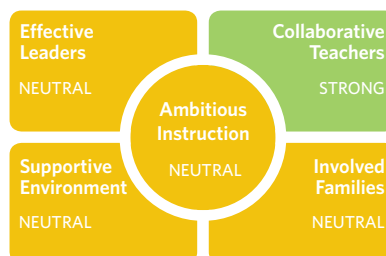 Effective
Leaders
NEUTRAL
Collaborative
Teachers
STRONG
Ambitious
Instruction
NEUTRAL
Supportive
Environment
NEUTRAL
Involved
Families
NEUTRAL